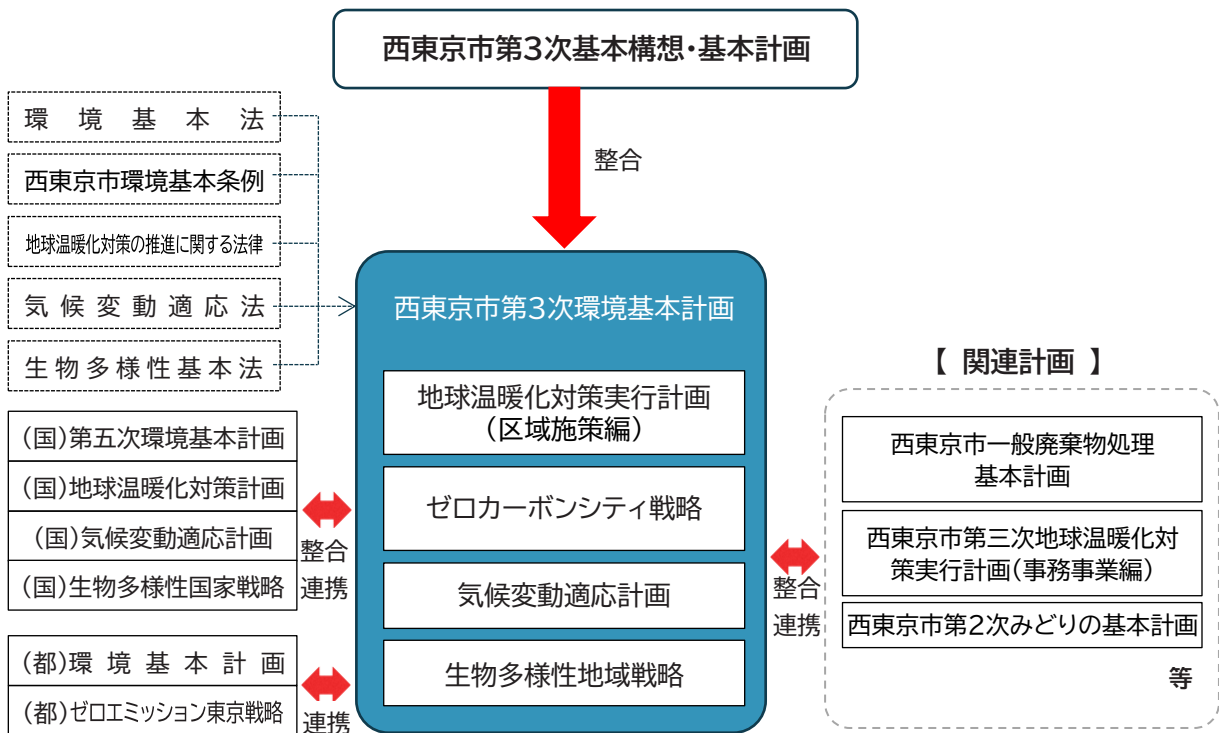 西東京市第3次基本構想・基本計画
整合
環境基本法
西東京市環境基本条例
地球温暖化対策の推進に関する法律
気候変動適応法
生物多様性基本法
(国)第五次環境基本計画
(国)地球温暖化対策計画
(国)気候変動適応計画
(国)生物多様性国家戦略
整合
連携
(都)環境基本計画
(都)ゼロエミッション東京戦略
連携
西東京市第3次環境基本計画
地球温暖化対策実行計画
(区域施策編)
ゼロカーボンシティ戦略
気候変動適応計画
生物多様性地域戦略
整合
連携
【 関連計画 】
西東京市一般廃棄物処理
基本計画
西東京市第三次地球温暖化対
策実行計画(事務事業編)
西東京市第2次みどりの基本計画
等